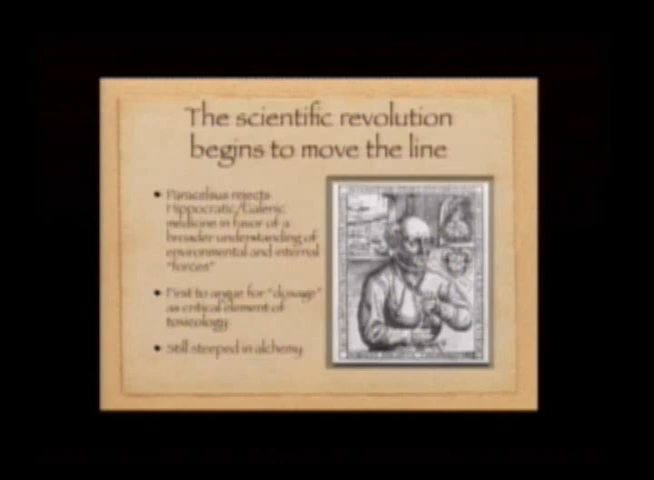 The scientific revolution
begins to move the line
• Paracelsus rejects
Hippocratic/Galenic
medicine in favor of a
broader understanding of
environmental and internal
"forces"
• First to argue for "dosage"
as critical element of
toxicology
• Still steeped in alchemy